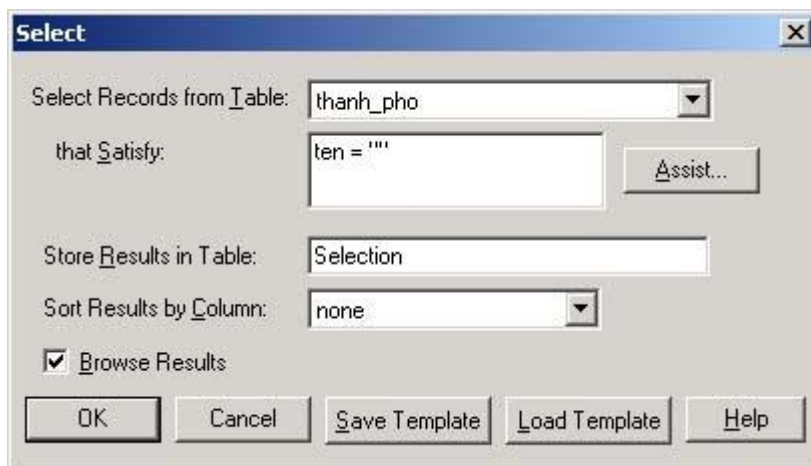 Select
Select Records from Table: thanh_pho
that Satisfy: ten = ""
Assist...
Store Results in Table: Selection
Sort Results by Column: none
Browse Results
OK Cancel Save Template Load Template Help